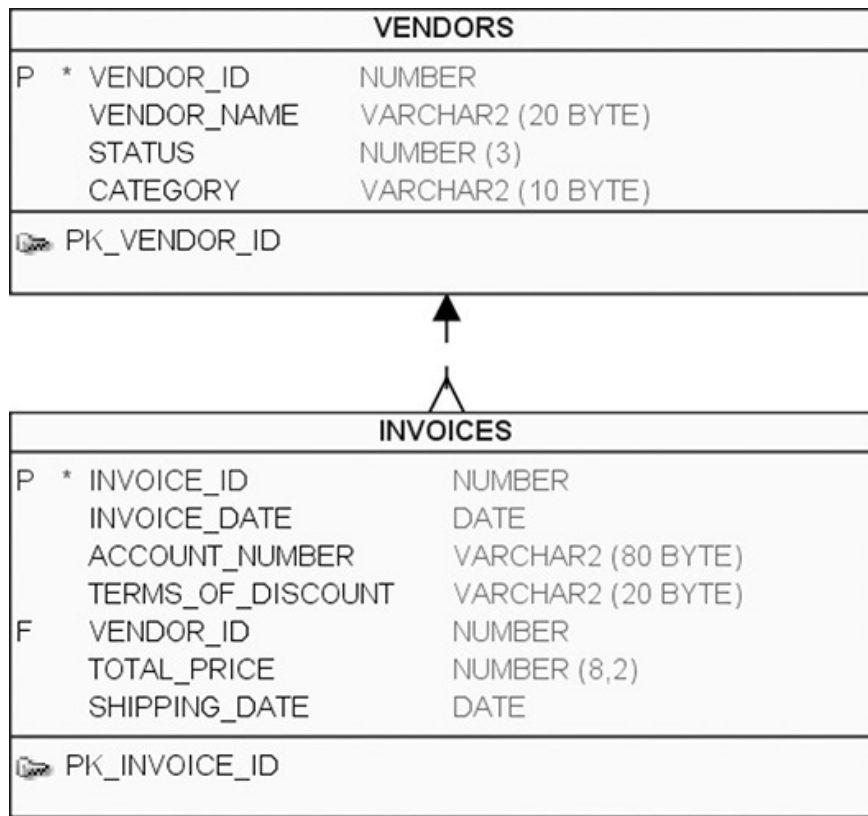 VENDORS
P * VENDOR_ID NUMBER
VENDOR_NAME VARCHAR2 (20 BYTE)
STATUS NUMBER (3)
CATEGORY VARCHAR2 (10 BYTE)
PK_VENDOR_ID
INVOICES
P * INVOICE_ID NUMBER
INVOICE_DATE DATE
ACCOUNT_NUMBER VARCHAR2 (80 BYTE)
TERMS_OF_DISCOUNT VARCHAR2 (20 BYTE)
F VENDOR_ID NUMBER
TOTAL_PRICE NUMBER (8,2)
SHIPPING_DATE DATE
PK_INVOICE_ID